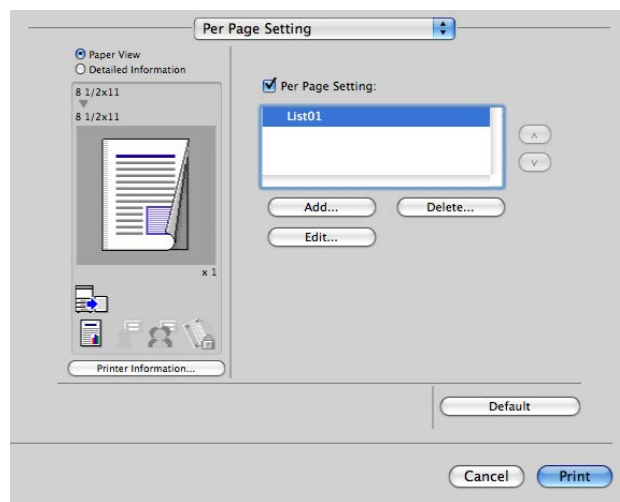 Per Page Setting
Paper View
Detailed Information
8 1/2x11
8 1/2x11
x 1
Printer Information...
Per Page Setting:
List01
Add...
Delete...
Edit...
Default
Cancel
Print